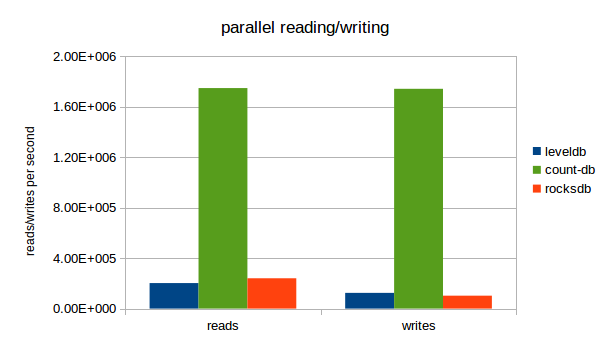 parallel reading/writing
2.00E+006
1.60E+006
1.20E+006
8.00E+005
4.00E+005
0.00E+000
reads/writes per second
reads
writes
leveldb
count-db
rocksdb